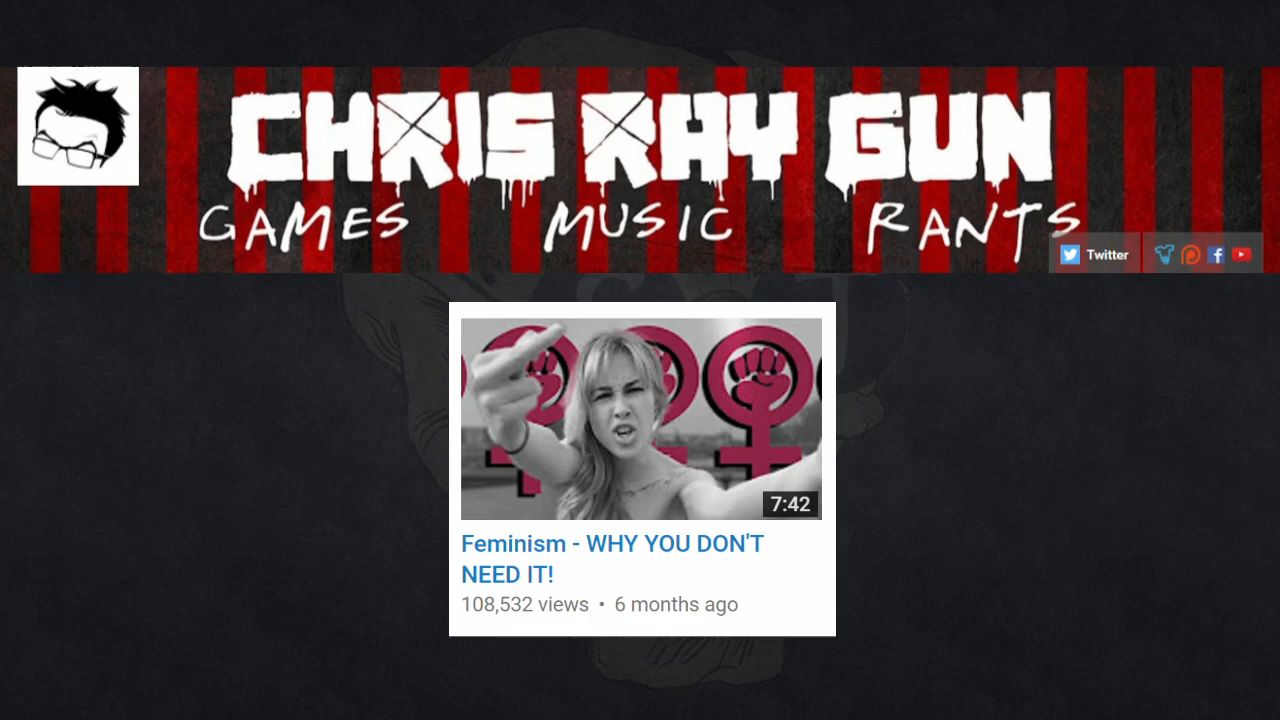 CHRIS RAY GUN
GAMES MUSIC RANTS
Twitter
7:42
Feminism - WHY YOU DON'T
NEED IT!
108,532 views • 6 months ago